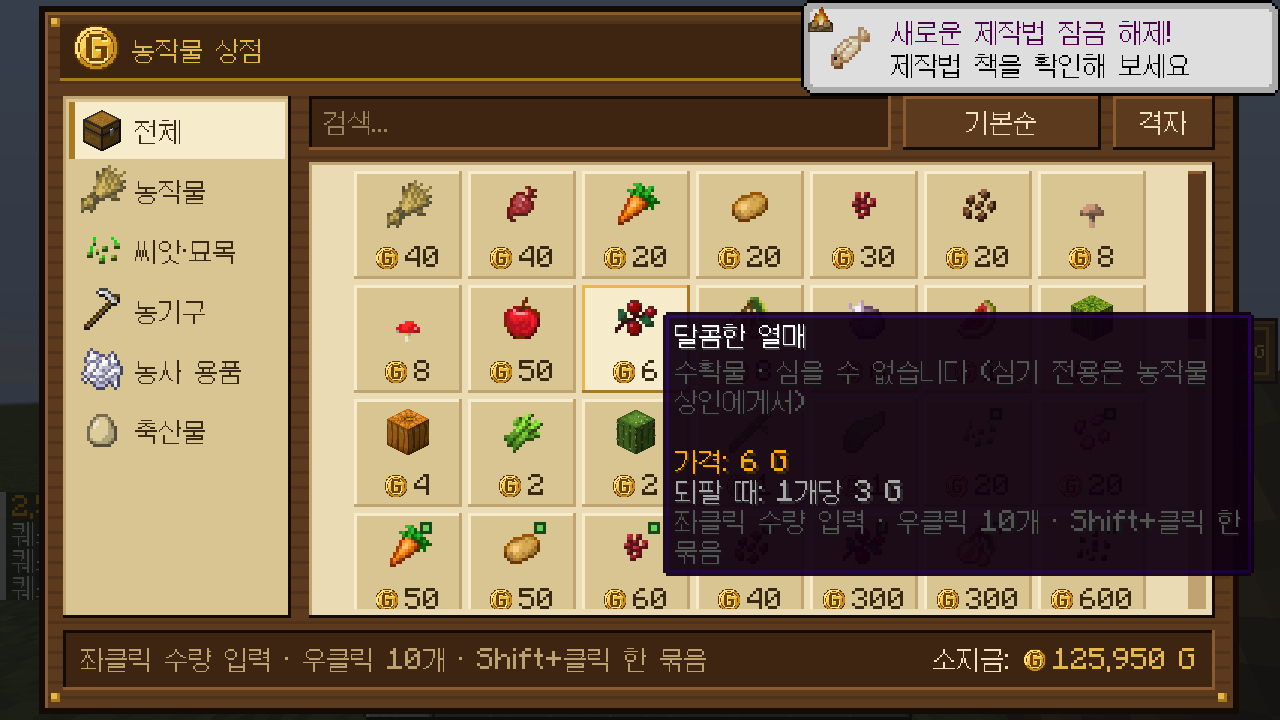 농작물 상점
새로운 제작법 잠금 해제!
제작법 책을 확인해 보세요
전체
농작물
씨앗·묘목
농기구
농사 용품
축산물
검색...
기본순
격자
40 40 20 20 30 20 8
8 50 6
달콤한 열매
수확물 심을 수 없습니다 (심기 전용은 농작물
상인에게서)
가격: 6 G
되팔 때: 1개당 3 G
좌클릭 수량 입력 · 우클릭 10개 · Shift+클릭 한
묶음
4 2 2 20 20
50 50 60 40 300 300 600
좌클릭 수량 입력 · 우클릭 10개 · Shift+클릭 한 묶음
소지금: 125,950 G